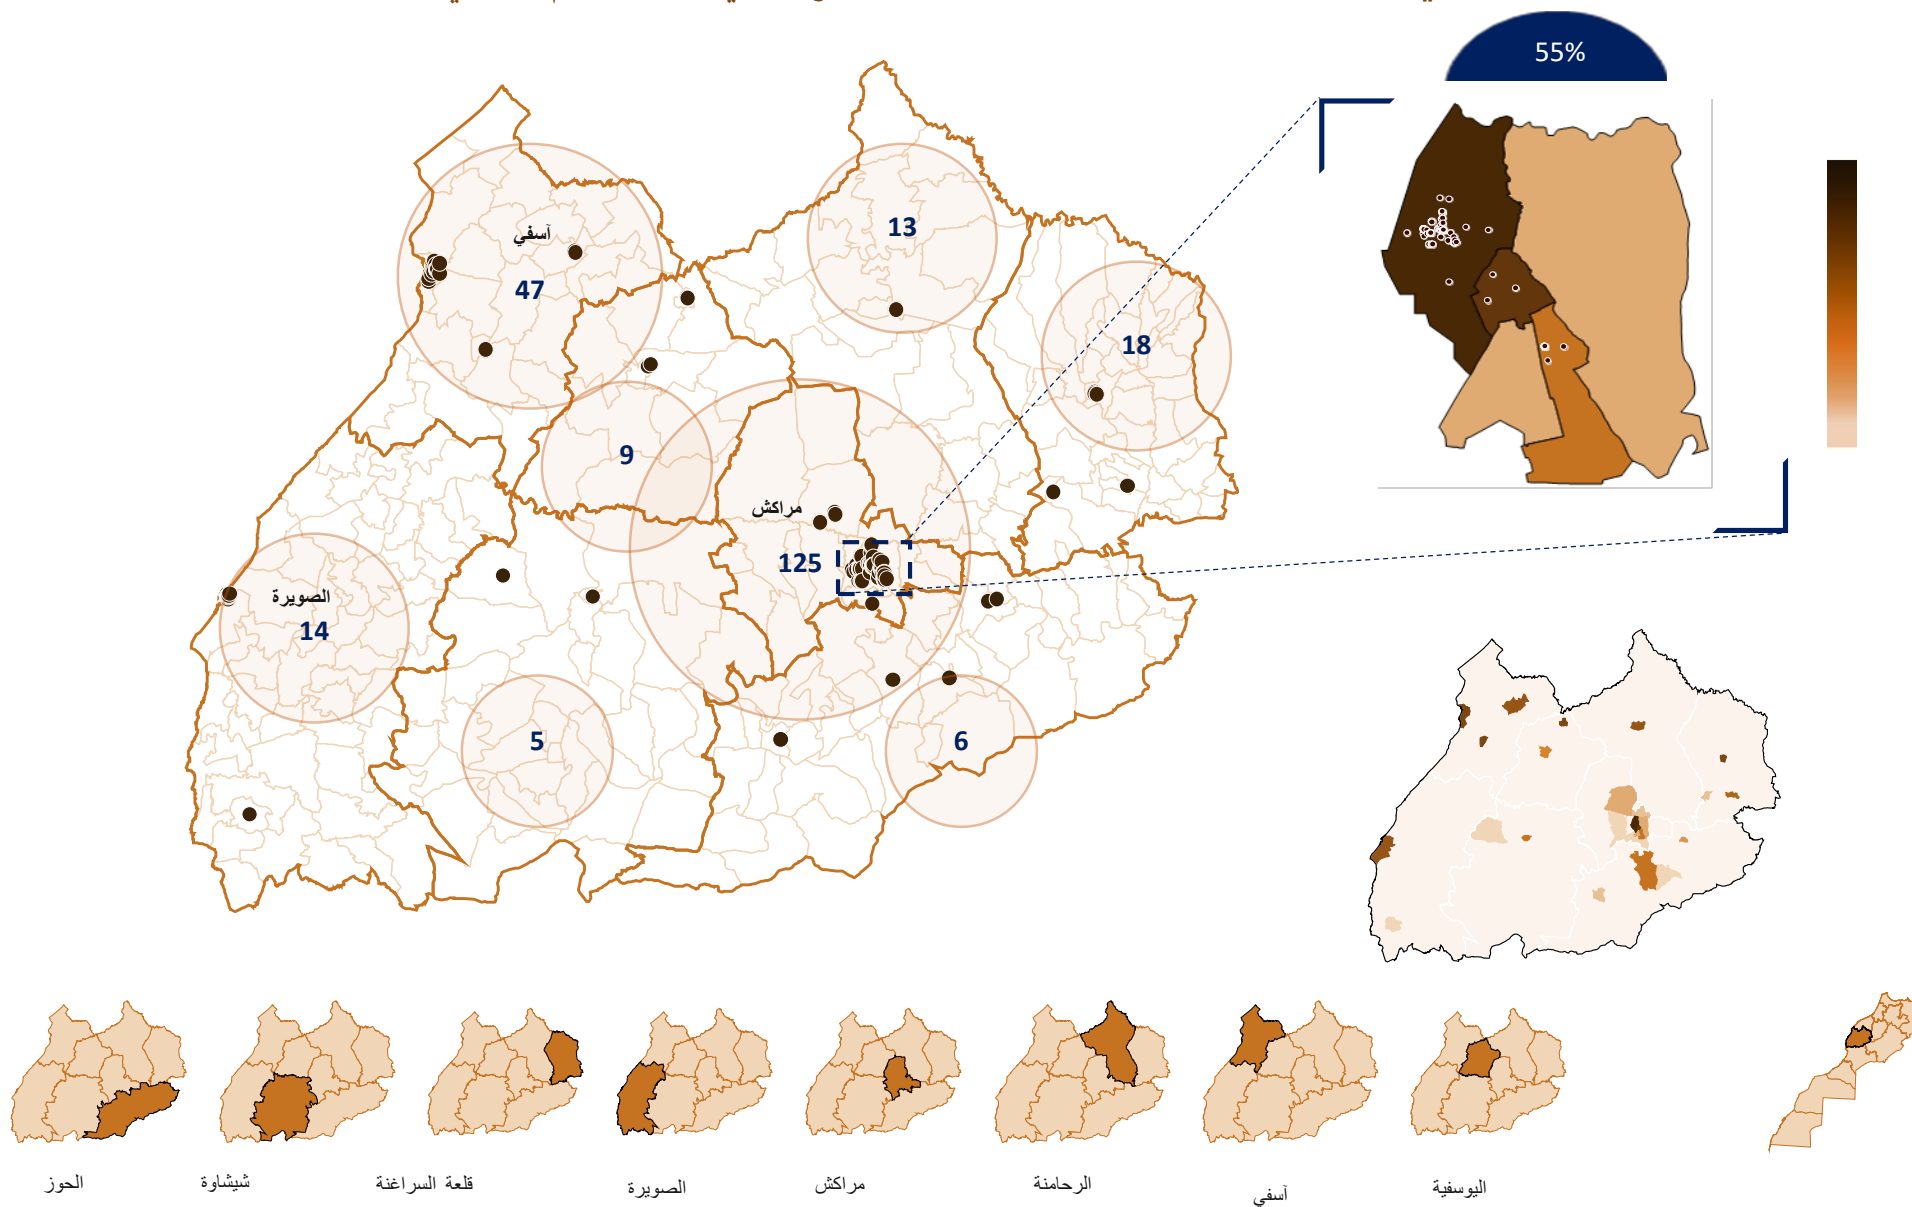 55%
13
آسفي
47
18
9
مراكش
125
الصويرة
14
5
6
الحوز
شيشاوة
قلعة السراغنة
الصويرة
مراكش
الرحامنة
آسفي
اليوسفية